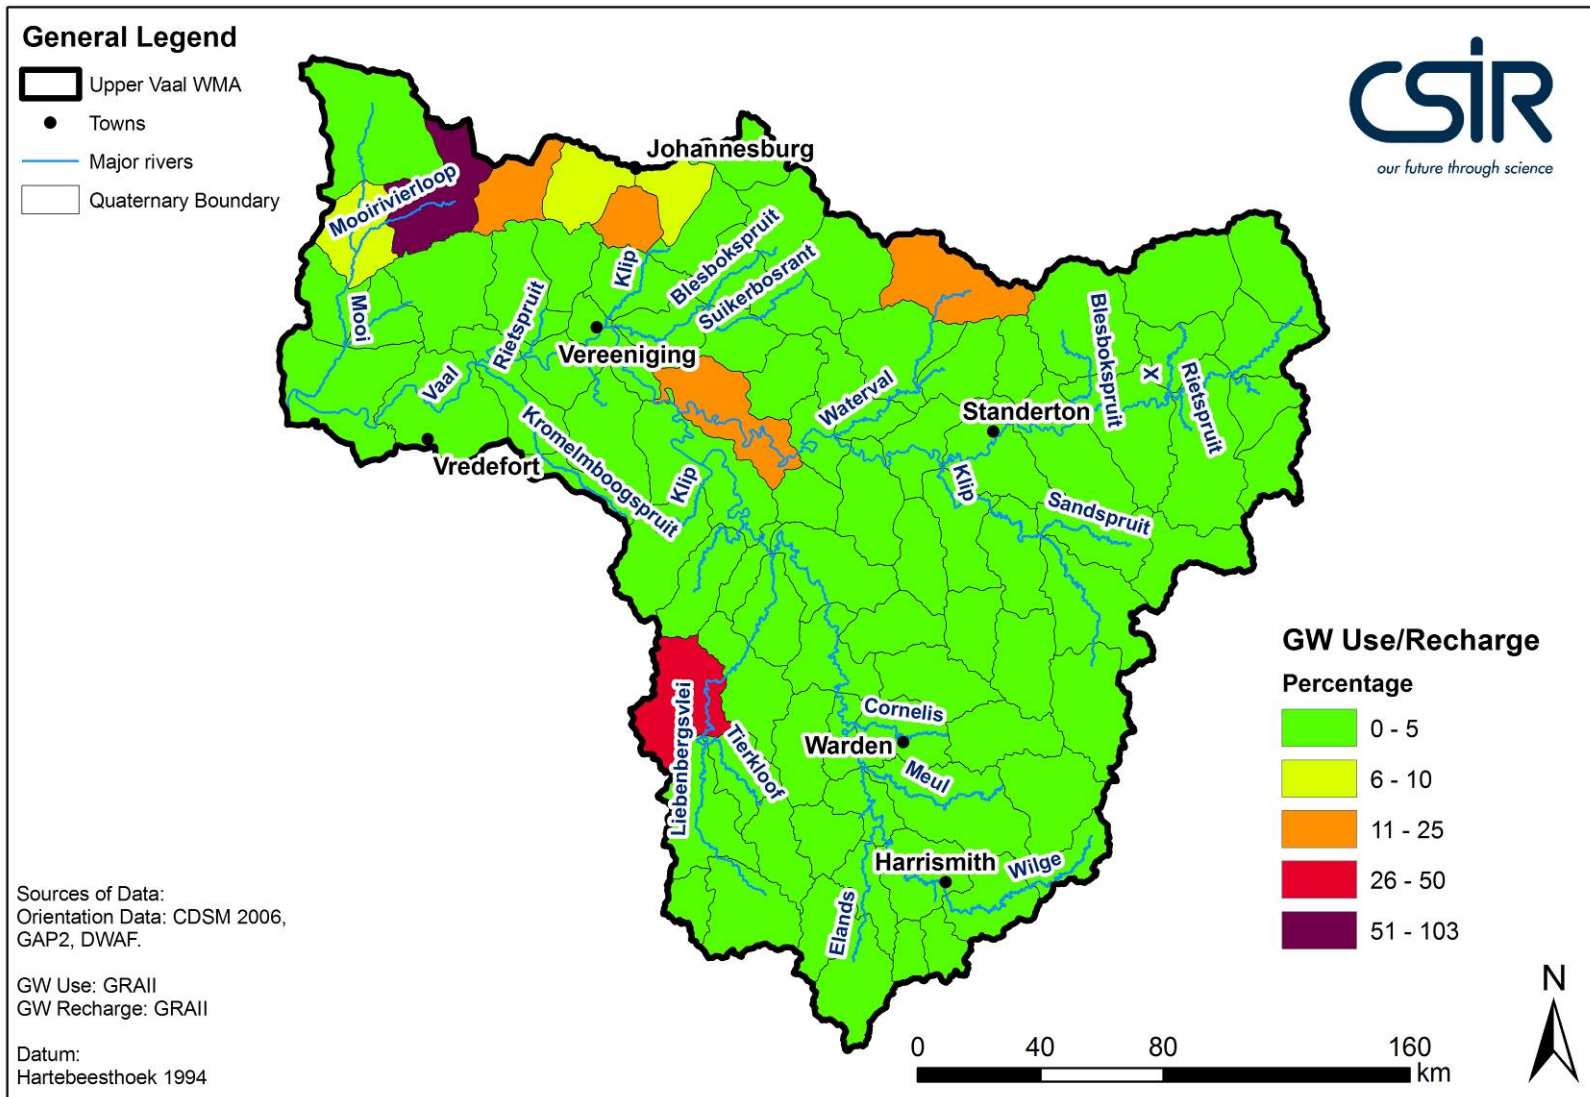 General Legend
Upper Vaal WMA
Towns
Major rivers
Quaternary Boundary
CSIR
our future through science
Johannesburg
Mooirivierloop
Klip
Blesbokspruit
Suikerbosrant
Mooi
Rietspruit
Vereeniging
Vaal
Waterval
Blesbokspruit
X
Rietspruit
Standerton
Vredefort
Kromelmboogspruit
Klip
Klip
Sandspruit
Liebenbergsvlei
Tierkloof
Cornelis
Warden
Meul
Harrismith
Wilge
Elands
GW Use/Recharge
Percentage
0 - 5
6 - 10
11 - 25
26 - 50
51 - 103
Sources of Data:
Orientation Data: CDSM 2006,
GAP2, DWAF.
GW Use: GRAII
GW Recharge: GRAII
Datum:
Hartebeesthoek 1994
0 40 80 160
km
N